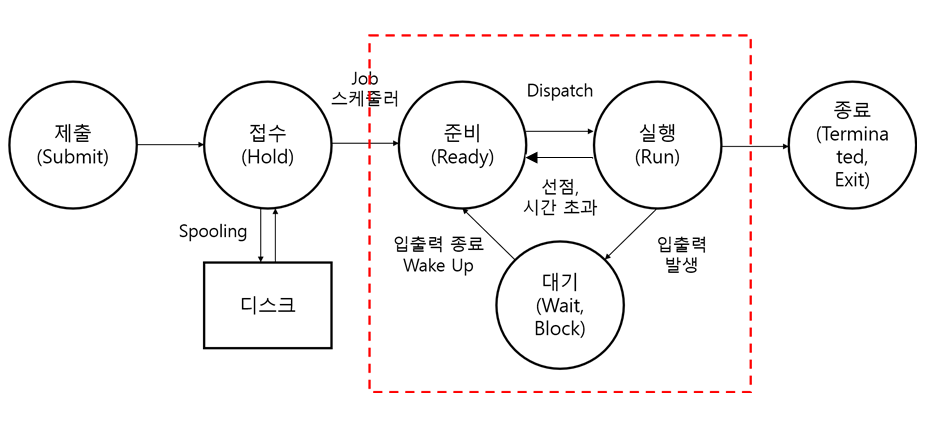 제출
(Submit)
접수
(Hold)
Spooling
디스크
Job
스케줄러
준비
(Ready)
Dispatch
선점,
시간 초과
실행
(Run)
입출력 종료
Wake Up
대기
(Wait,
Block)
입출력
발생
종료
(Termina
ted,
Exit)